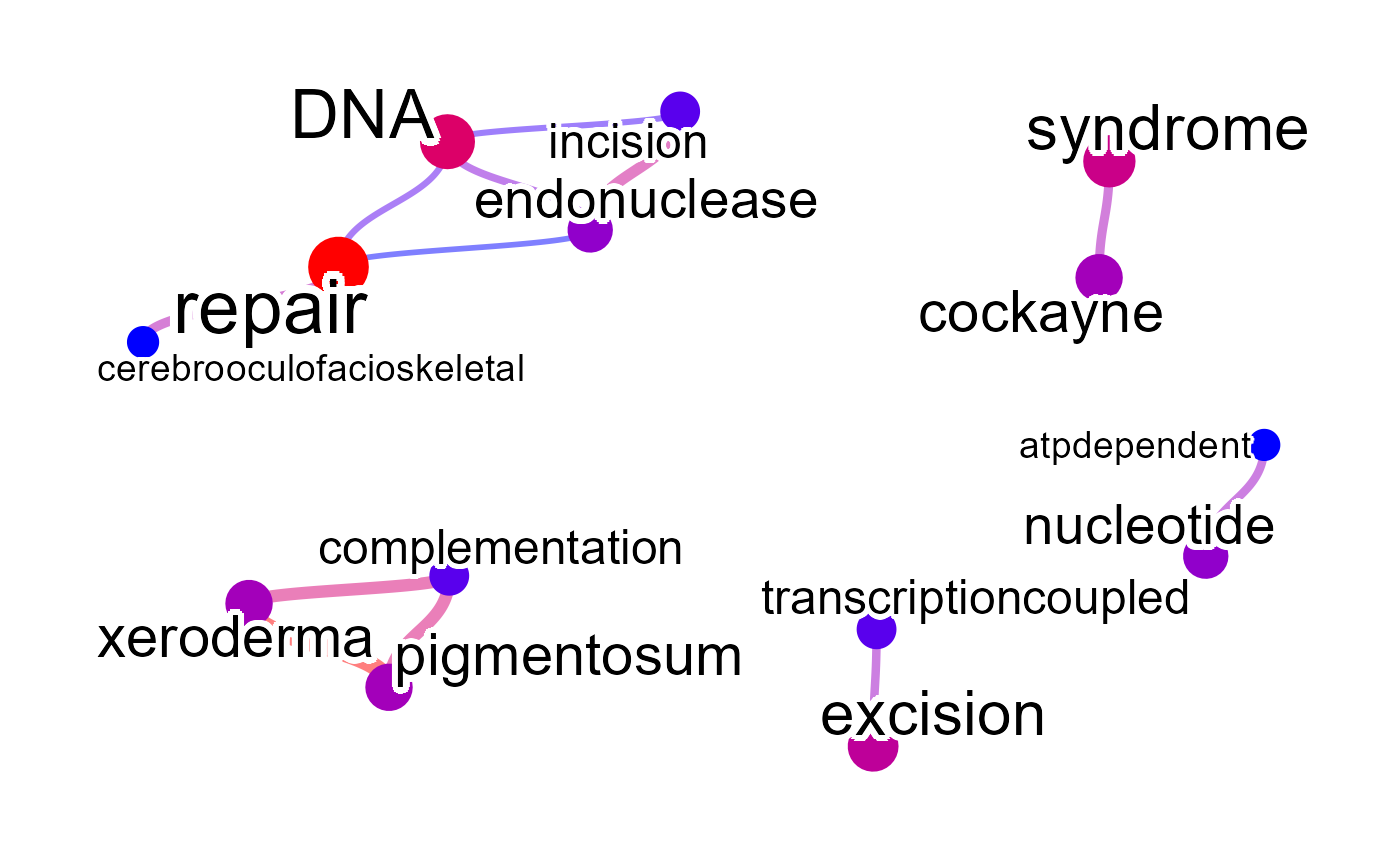 DNA
syndrome
incision
endonuclease
repair
cockayne
cerebrooculofacioskeletal
atpdependent
nucleotide
complementation
transcriptioncoupled
xeroderma
pigmentosum
excision